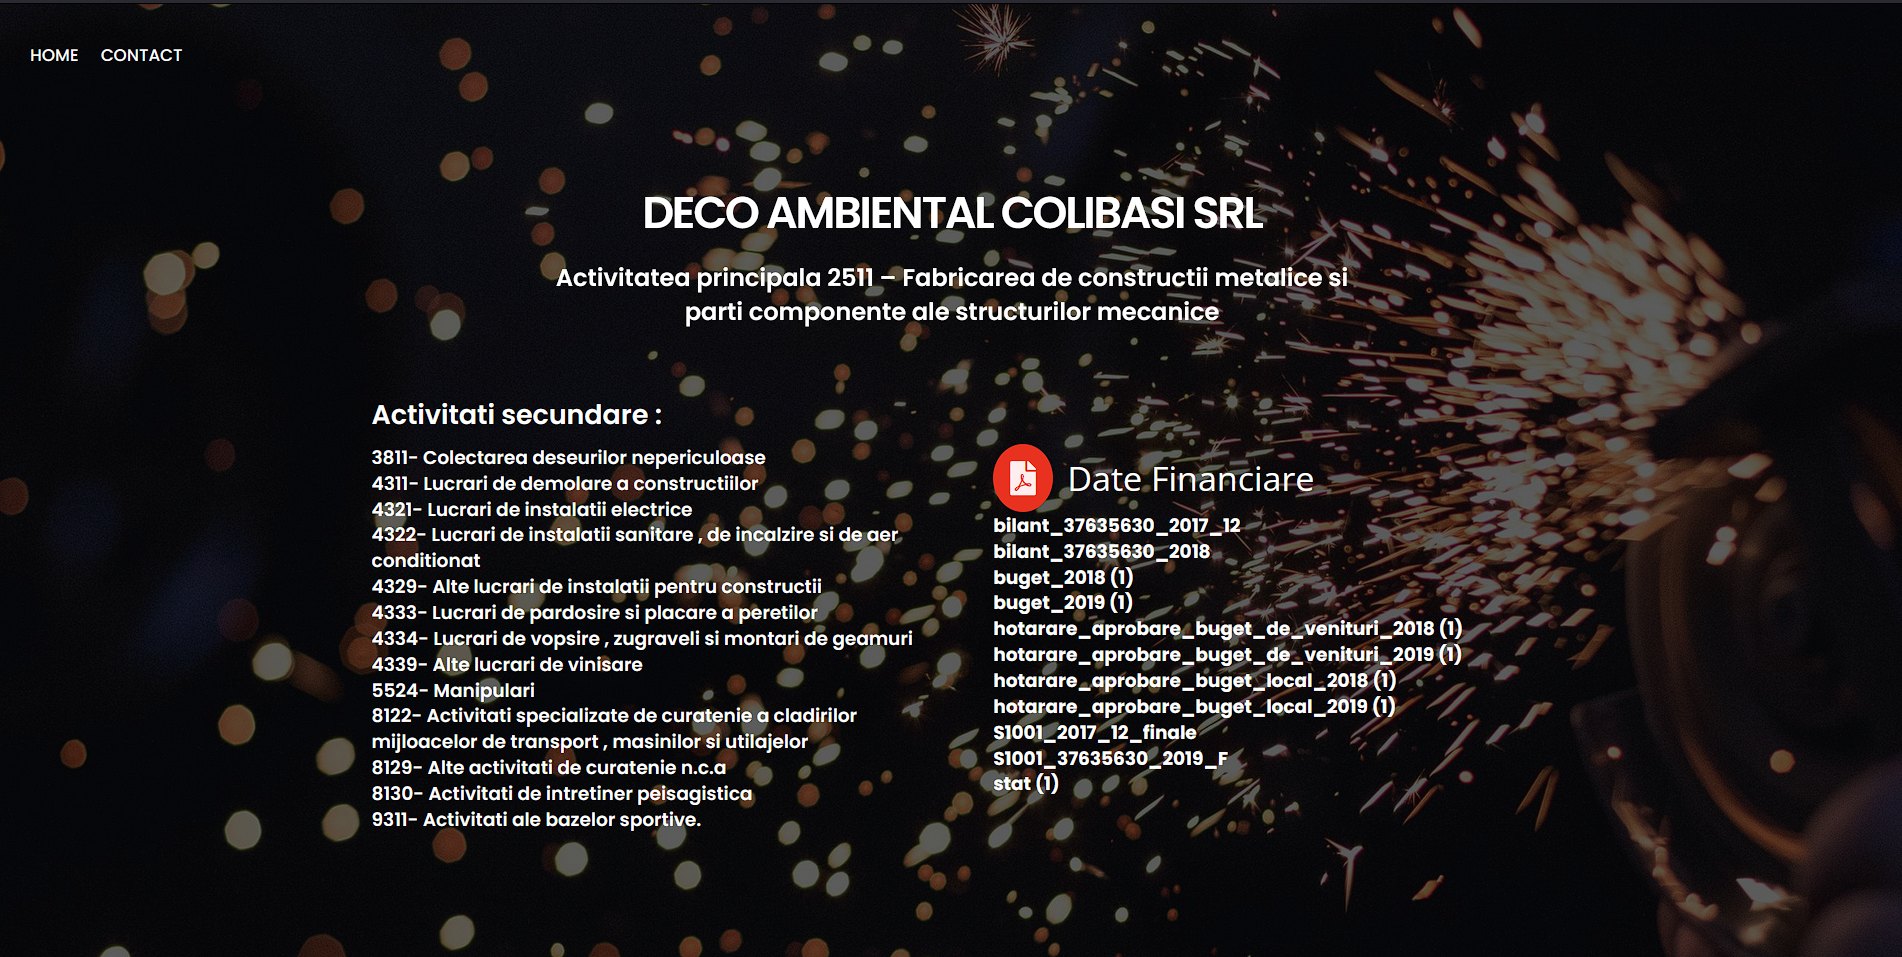 HOME CONTACT
DECO AMBIENTAL COLIBASI SRL
Activitatea principala 2511 – Fabricarea de constructii metalice si
parti componente ale structurilor mecanice
Activitati secundare :
3811- Colectarea deseurilor nepericuloase
4311- Lucrari de demolare a constructiilor
4321- Lucrari de instalatii electrice
4322- Lucrari de instalatii sanitare , de incalzire si de aer
conditionat
4329- Alte lucrari de instalatii pentru constructii
4333- Lucrari de pardosire si placare a peretilor
4334- Lucrari de vopsire , zugraveli si montari de geamuri
4339- Alte lucrari de vinisare
5524- Manipulari
8122- Activitati specializate de curatenie a cladirilor
mijloacelor de transport , masinilor si utilajelor
8129- Alte activitati de curatenie n.c.a
8130- Activitati de intretiner peisagistica
9311- Activitati ale bazelor sportive.
Date Financiare
bilant_37635630_2017_12
bilant_37635630_2018
buget_2018 (1)
buget_2019 (1)
hotarare_aprobare_buget_de_venituri_2018 (1)
hotarare_aprobare_buget_de_venituri_2019 (1)
hotarare_aprobare_buget_local_2018 (1)
hotarare_aprobare_buget_local_2019 (1)
S1001_2017_12_finale
S1001_37635630_2019_F
stat (1)